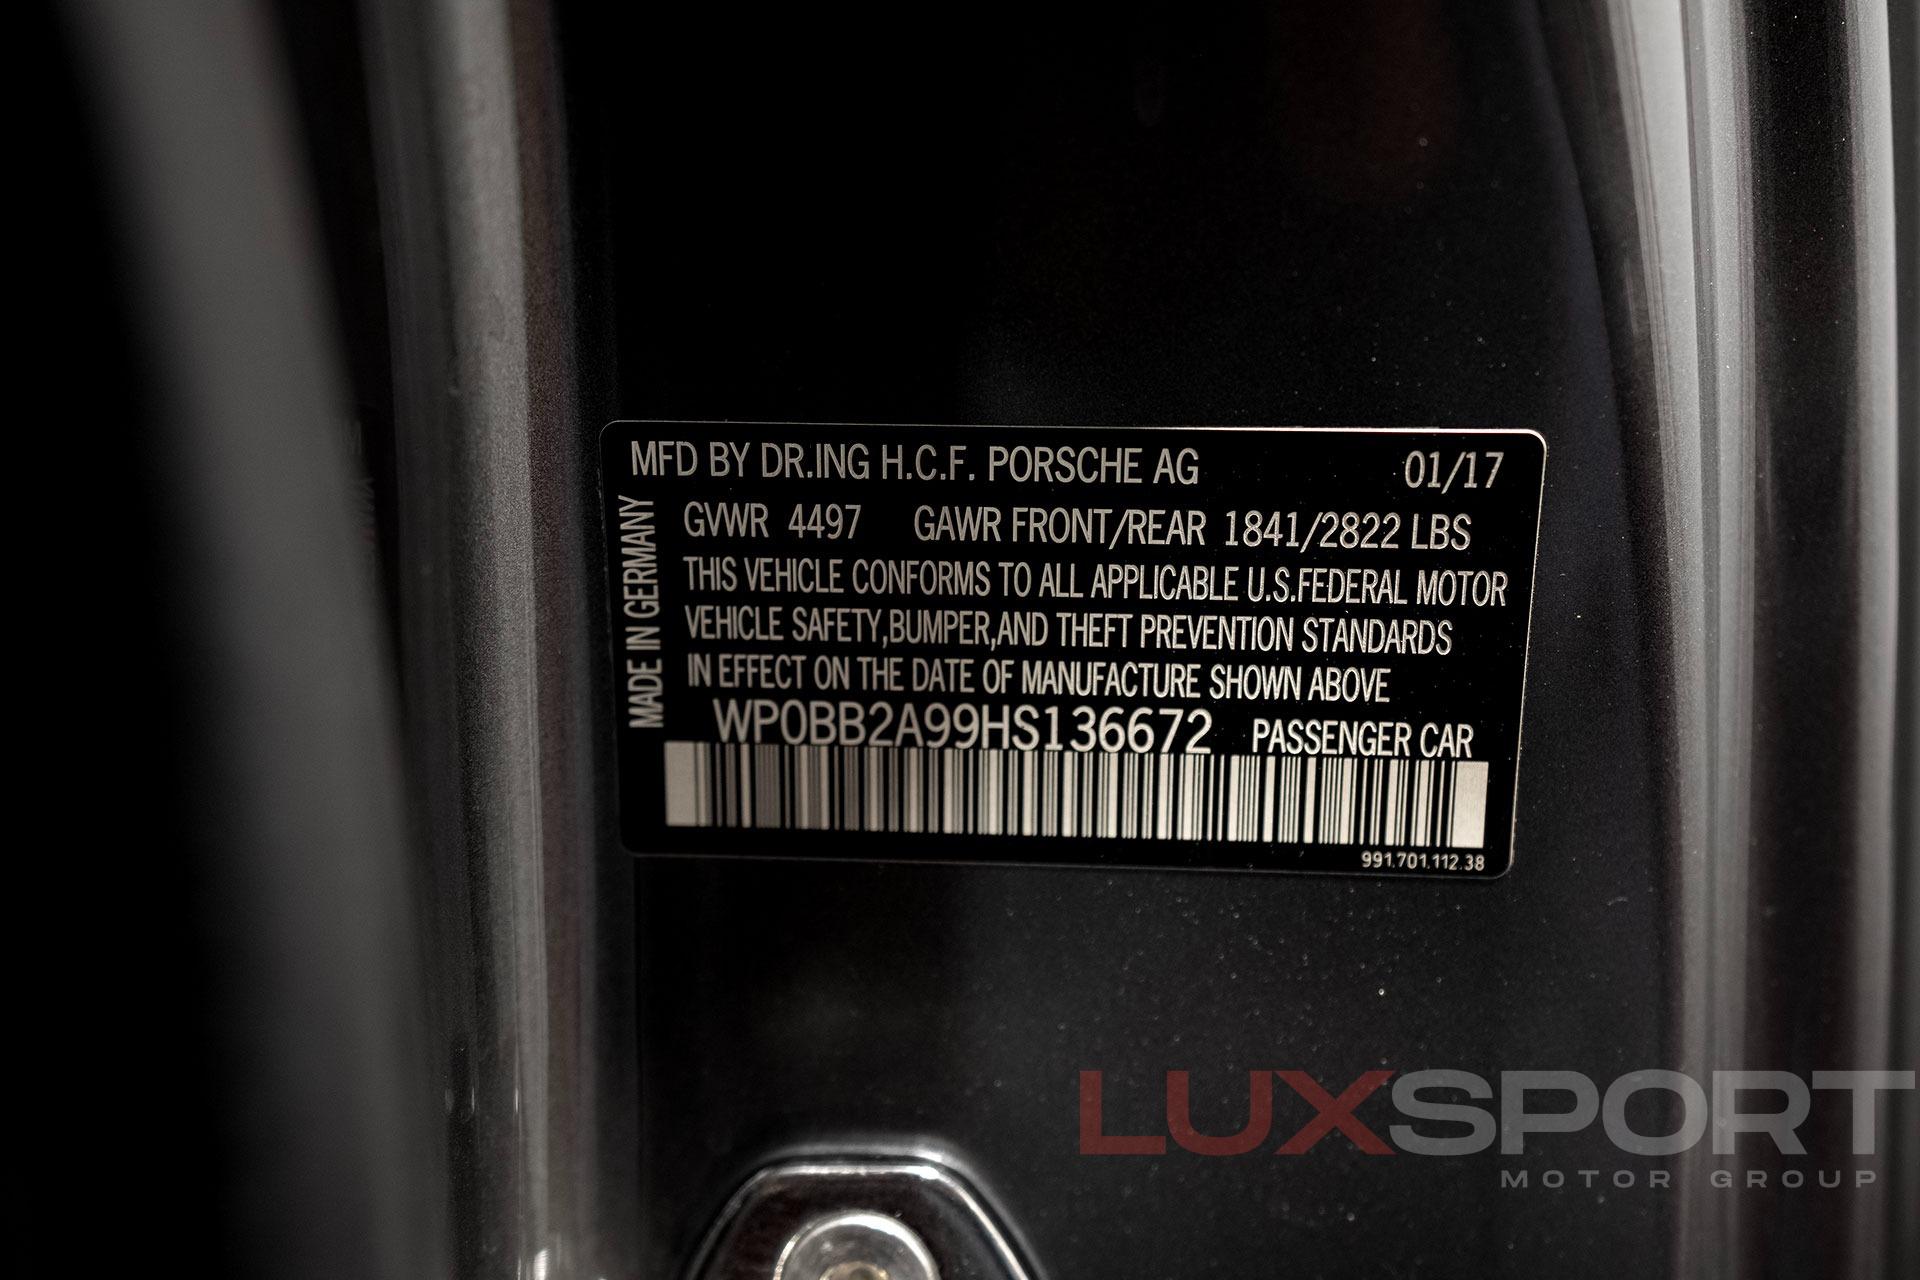 MFD BY DR.ING H.C.F. PORSCHE AG 01/17
GVWR 4497 GAWR FRONT/REAR 1841/2822 LBS
THIS VEHICLE CONFORMS TO ALL APPLICABLE U.S.FEDERAL MOTOR
VEHICLE SAFETY,BUMPER,AND THEFT PREVENTION STANDARDS
IN EFFECT ON THE DATE OF MANUFACTURE SHOWN ABOVE
WP0BB2A99HS136672 PASSENGER CAR
991.701.112.38
MADE IN GERMANY
LUXSPORT
MOTOR GROUP